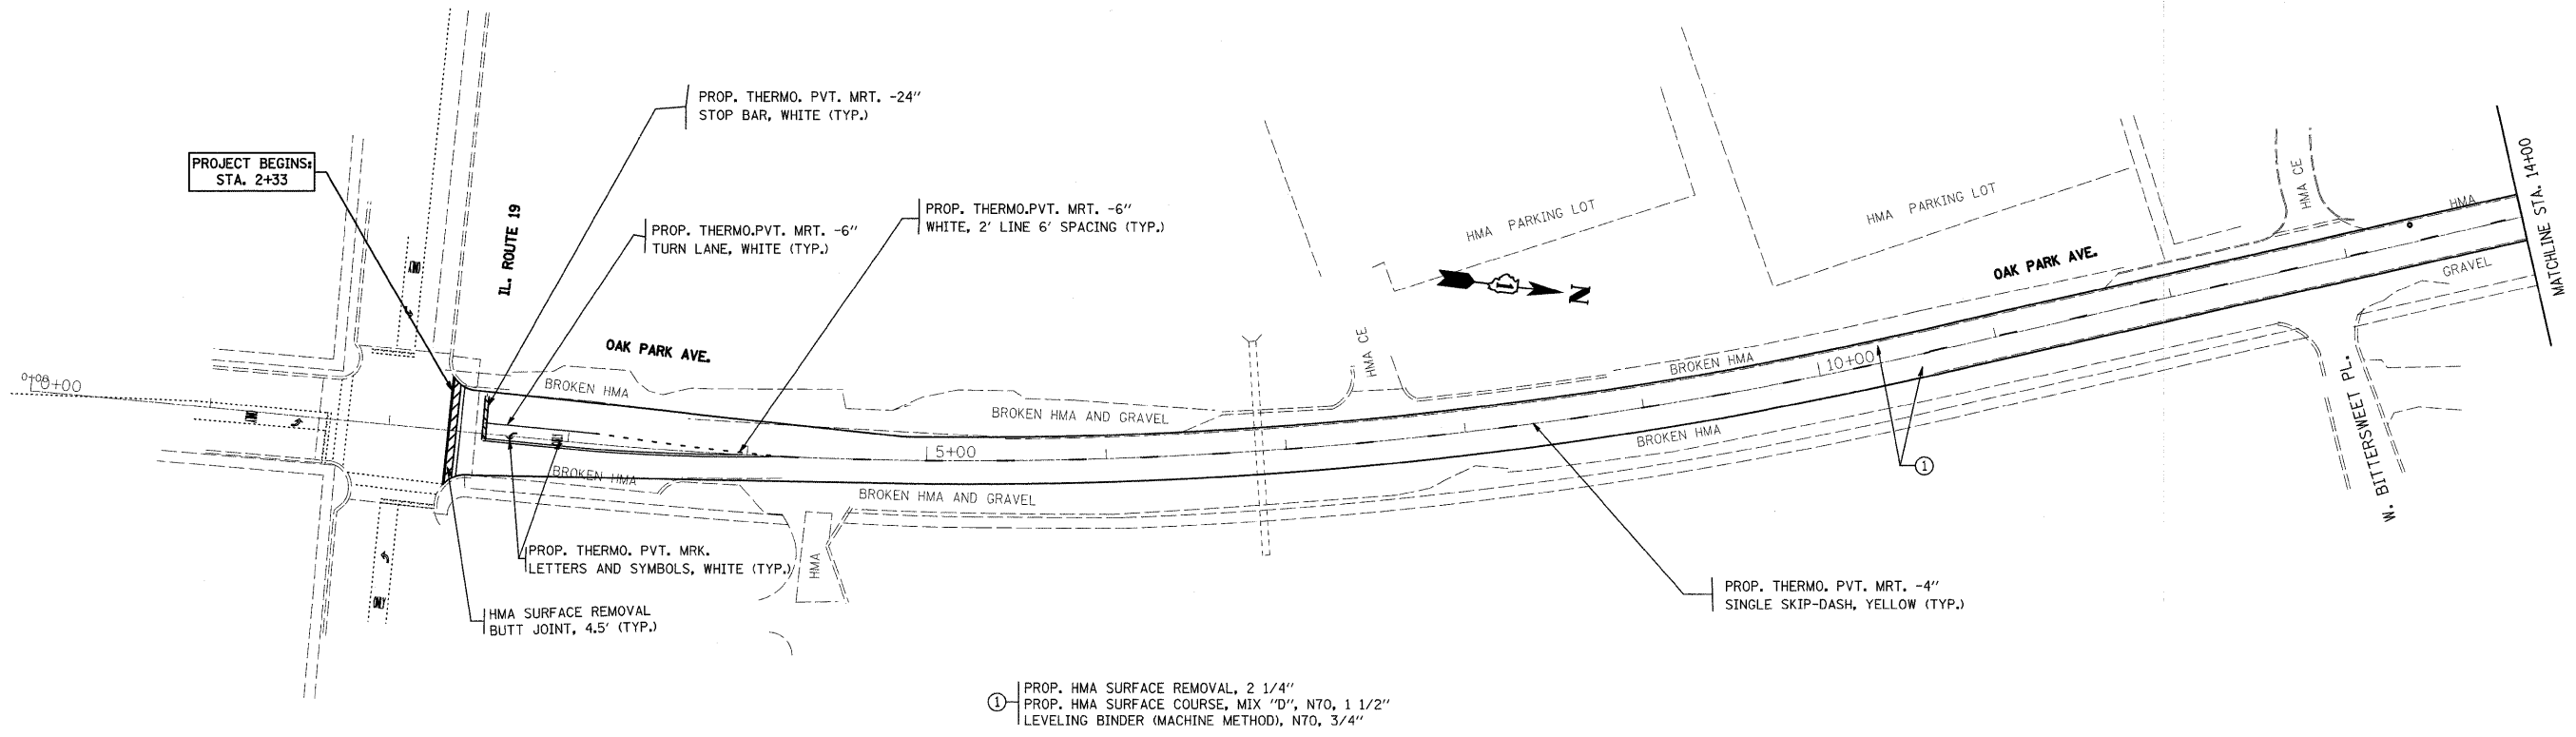 PROP. THERMO. PVT. MRT. -24"
STOP BAR, WHITE (TYP.)
PROJECT BEGINS:
STA. 2+33
IL. ROUTE 19
PROP. THERMO.PVT. MRT. -6"
TURN LANE, WHITE (TYP.)
PROP. THERMO.PVT. MRT. -6"
WHITE, 2' LINE 6' SPACING (TYP.)
HMA PARKING LOT
HMA PARKING LOT
HMA CE
HMA
MATCHLINE STA. 14+00
OAK PARK AVE.
GRAVEL
N
OAK PARK AVE.
HMA CE
BROKEN HMA
10+00
BROKEN HMA
BROKEN HMA AND GRAVEL
0+00
ONLY
5+00
BROKEN HMA
W. BITTERSWEET PL.
BROKEN HMA
BROKEN HMA AND GRAVEL
1
PROP. THERMO. PVT. MRK.
LETTERS AND SYMBOLS, WHITE (TYP.)
HMA
ONLY
HMA SURFACE REMOVAL
BUTT JOINT, 4.5' (TYP.)
PROP. THERMO. PVT. MRT. -4"
SINGLE SKIP-DASH, YELLOW (TYP.)
1
PROP. HMA SURFACE REMOVAL, 2 1/4"
PROP. HMA SURFACE COURSE, MIX "D", N70, 1 1/2"
LEVELING BINDER (MACHINE METHOD), N70, 3/4"